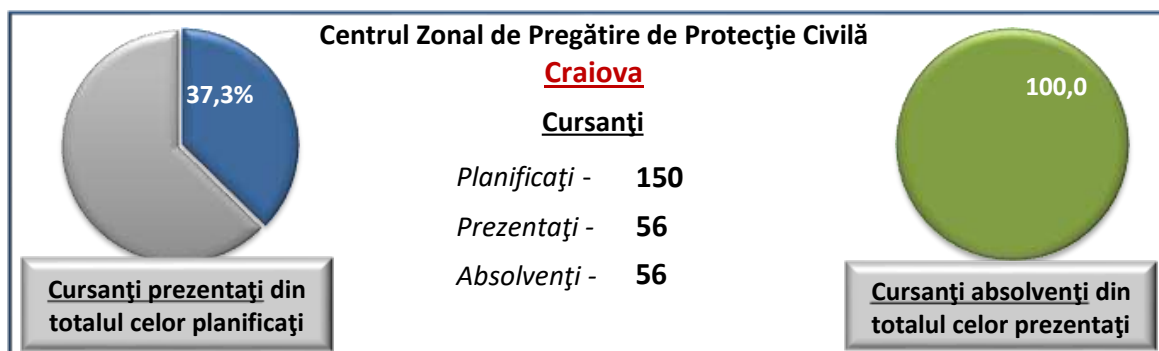 Centrul Zonal de Pregătire de Protecţie Civilă
Craiova
Cursanţi
Planificaţi - 150
Prezentaţi - 56
Absolvenţi - 56
37,3%
Cursanţi prezentaţi din
totalul celor planificaţi
100,0
Cursanţi absolvenţi din
totalul celor prezentaţi